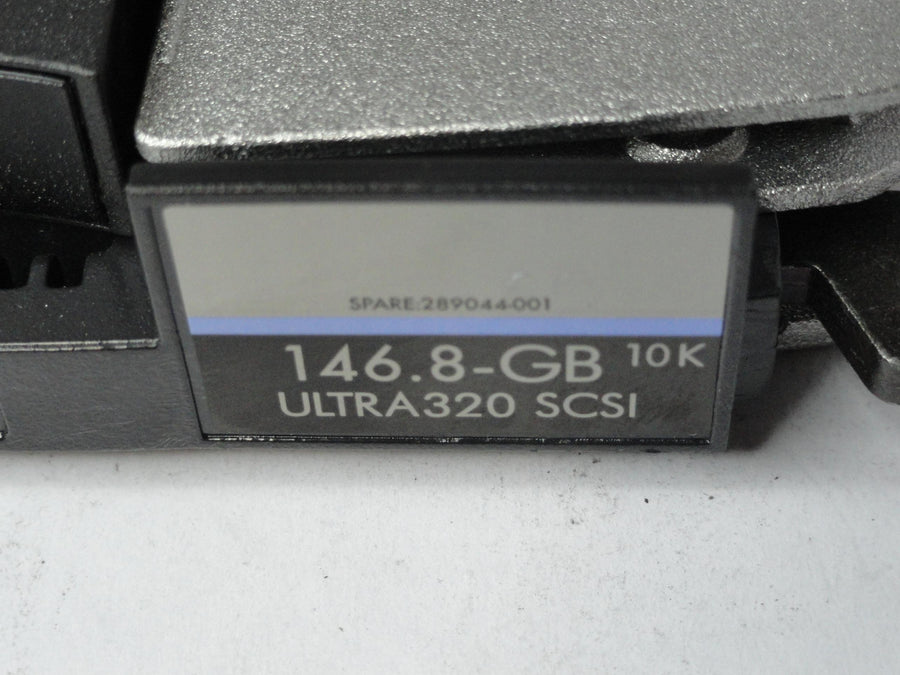 SPARE:289044-001
146.8-GB 10K
ULTRA320 SCSI